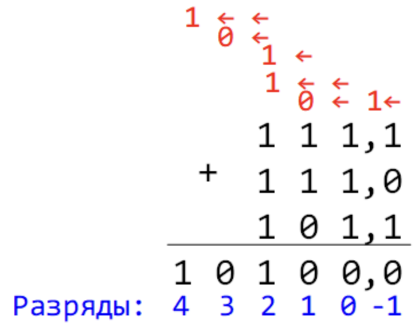 1 ← ←
0 ←
1 ←
1 ← ←
0 ← 1←
1 1 1,1
+ 1 1 1,0
1 0 1,1
1 0 1 0 0,0
Разряды: 4 3 2 1 0 -1